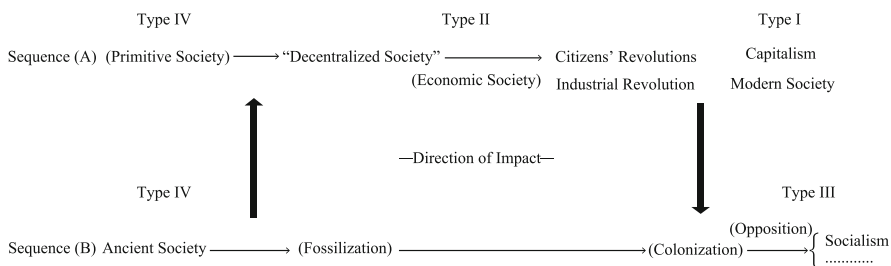 Type IV Type II Type I
Sequence (A) (Primitive Society) “Decentralized Society” Citizens’ Revolutions Capitalism
(Economic Society) Industrial Revolution Modern Society
—Direction of Impact—
Type IV Type III
(Opposition)
Sequence (B) Ancient Society (Fossilization) (Colonization) Socialism
............